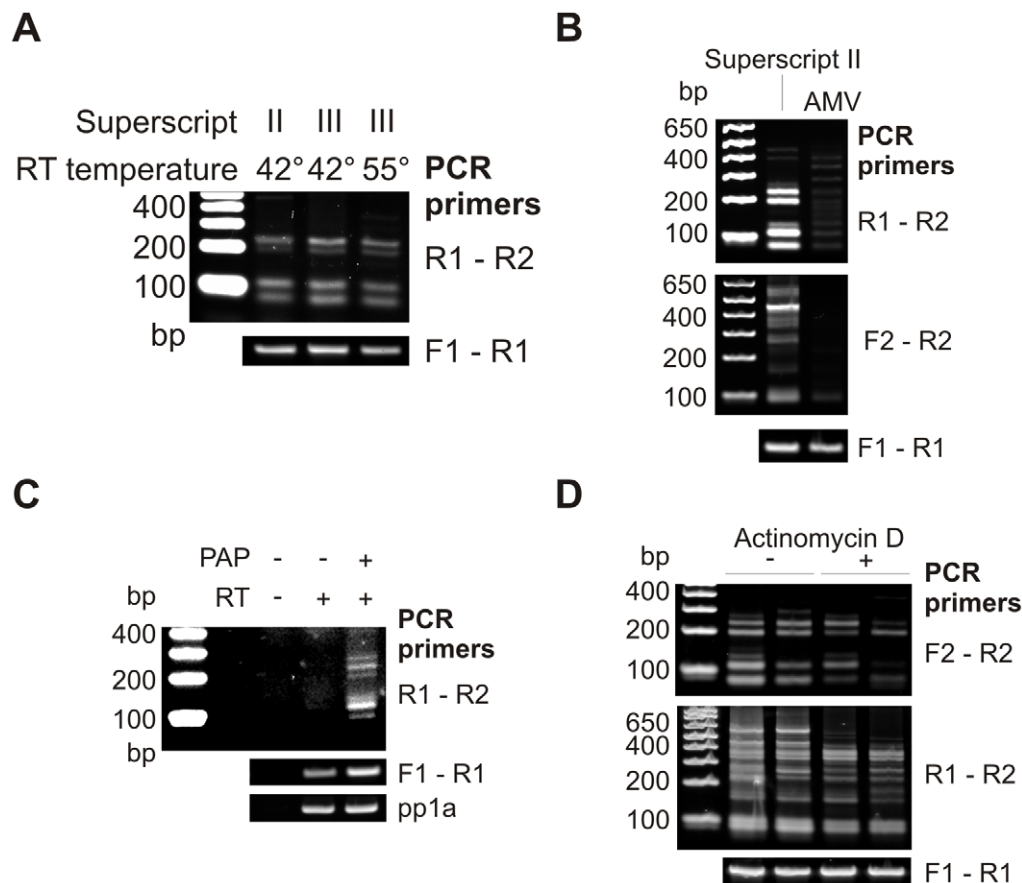 A
Superscript II III III
RT temperature 42° 42° 55° PCR
primers
400
200
100
bp
R1 - R2
F1 - R1
B
Superscript II
bp AMV
650
400
200
100
PCR
primers
R1 - R2
650
400
200
100
F2 - R2
F1 - R1
C
PAP - - +
bp RT - + +
400
200
100
bp
PCR
primers
R1 - R2
F1 - R1
pp1a
D
Actinomycin D
bp - +
400
200
100
PCR
primers
F2 - R2
650
400
200
100
R1 - R2
F1 - R1